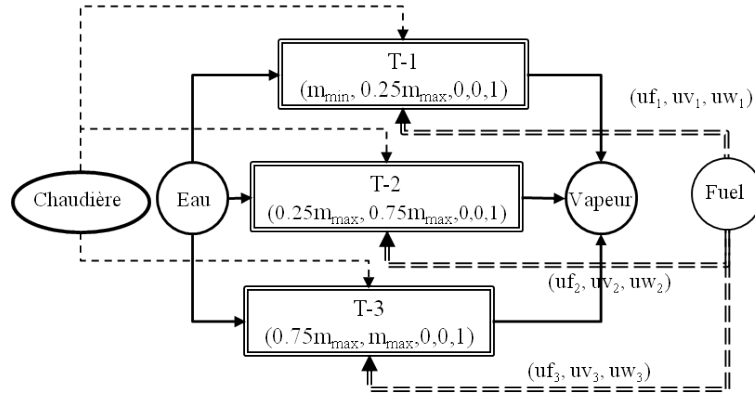 T-1
(m_min, 0.25m_max,0,0,1)
(uf_1, uv_1, uw_1)
Chaudière
Eau
T-2
(0.25m_max, 0.75m_max,0,0,1)
Vapeur
Fuel
(uf_2, uv_2, uw_2)
T-3
(0.75m_max, m_max,0,0,1)
(uf_3, uv_3, uw_3)